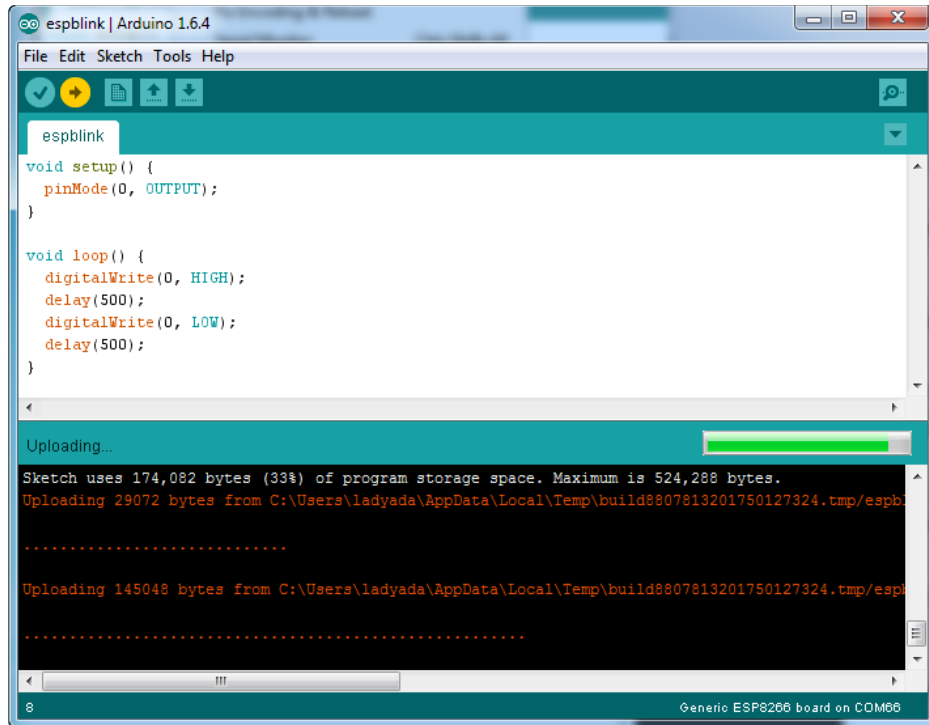 espblink | Arduino 1.6.4
File Edit Sketch Tools Help
espblink
void setup() {
  pinMode(0, OUTPUT);
}

void loop() {
  digitalWrite(0, HIGH);
  delay(500);
  digitalWrite(0, LOW);
  delay(500);
}
Uploading...
Sketch uses 174,082 bytes (33%) of program storage space. Maximum is 524,288 bytes.
Uploading 29072 bytes from C:\Users\ladyada\AppData\Local\Temp\build8807813201750127324.tmp/espb
.............................
Uploading 145048 bytes from C:\Users\ladyada\AppData\Local\Temp\build8807813201750127324.tmp/esp
.......................................................
8
Generic ESP8266 board on COM66